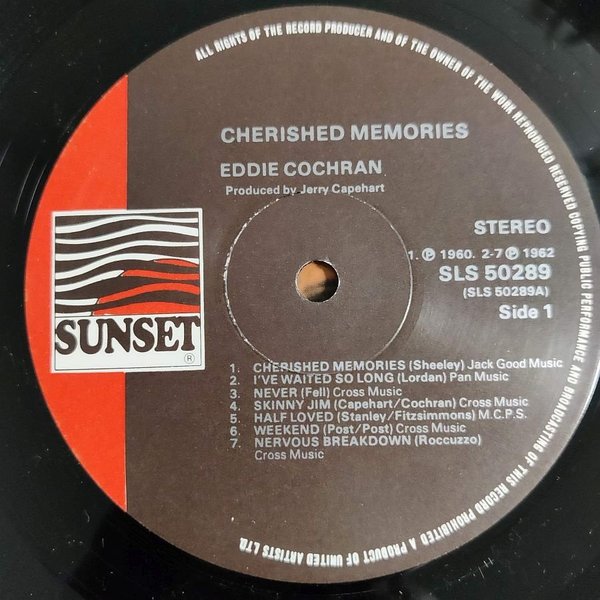 ALL RIGHTS OF THE RECORD PRODUCER AND OF THE OWNER OF THE WORK REPRODUCED RESERVED COPYING PUBLIC PERFORMANCE AND BROADCASTING OF THIS RECORD PROHIBITED A PRODUCT OF UNITED ARTISTS LTD.
CHERISHED MEMORIES
EDDIE COCHRAN
Produced by Jerry Capehart
STEREO
1. ℗ 1960. 2-7 ℗ 1962
SLS 50289
(SLS 50289A)
Side 1
SUNSET
®
1. CHERISHED MEMORIES (Sheeley) Jack Good Music
2. I'VE WAITED SO LONG (Lordan) Pan Music
3. NEVER (Fell) Cross Music
4. SKINNY JIM (Capehart/Cochran) Cross Music
5. HALF LOVED (Stanley/Fitzsimmons) M.C.P.S.
6. WEEKEND (Post/Post) Cross Music
7. NERVOUS BREAKDOWN (Roccuzzo)
Cross Music